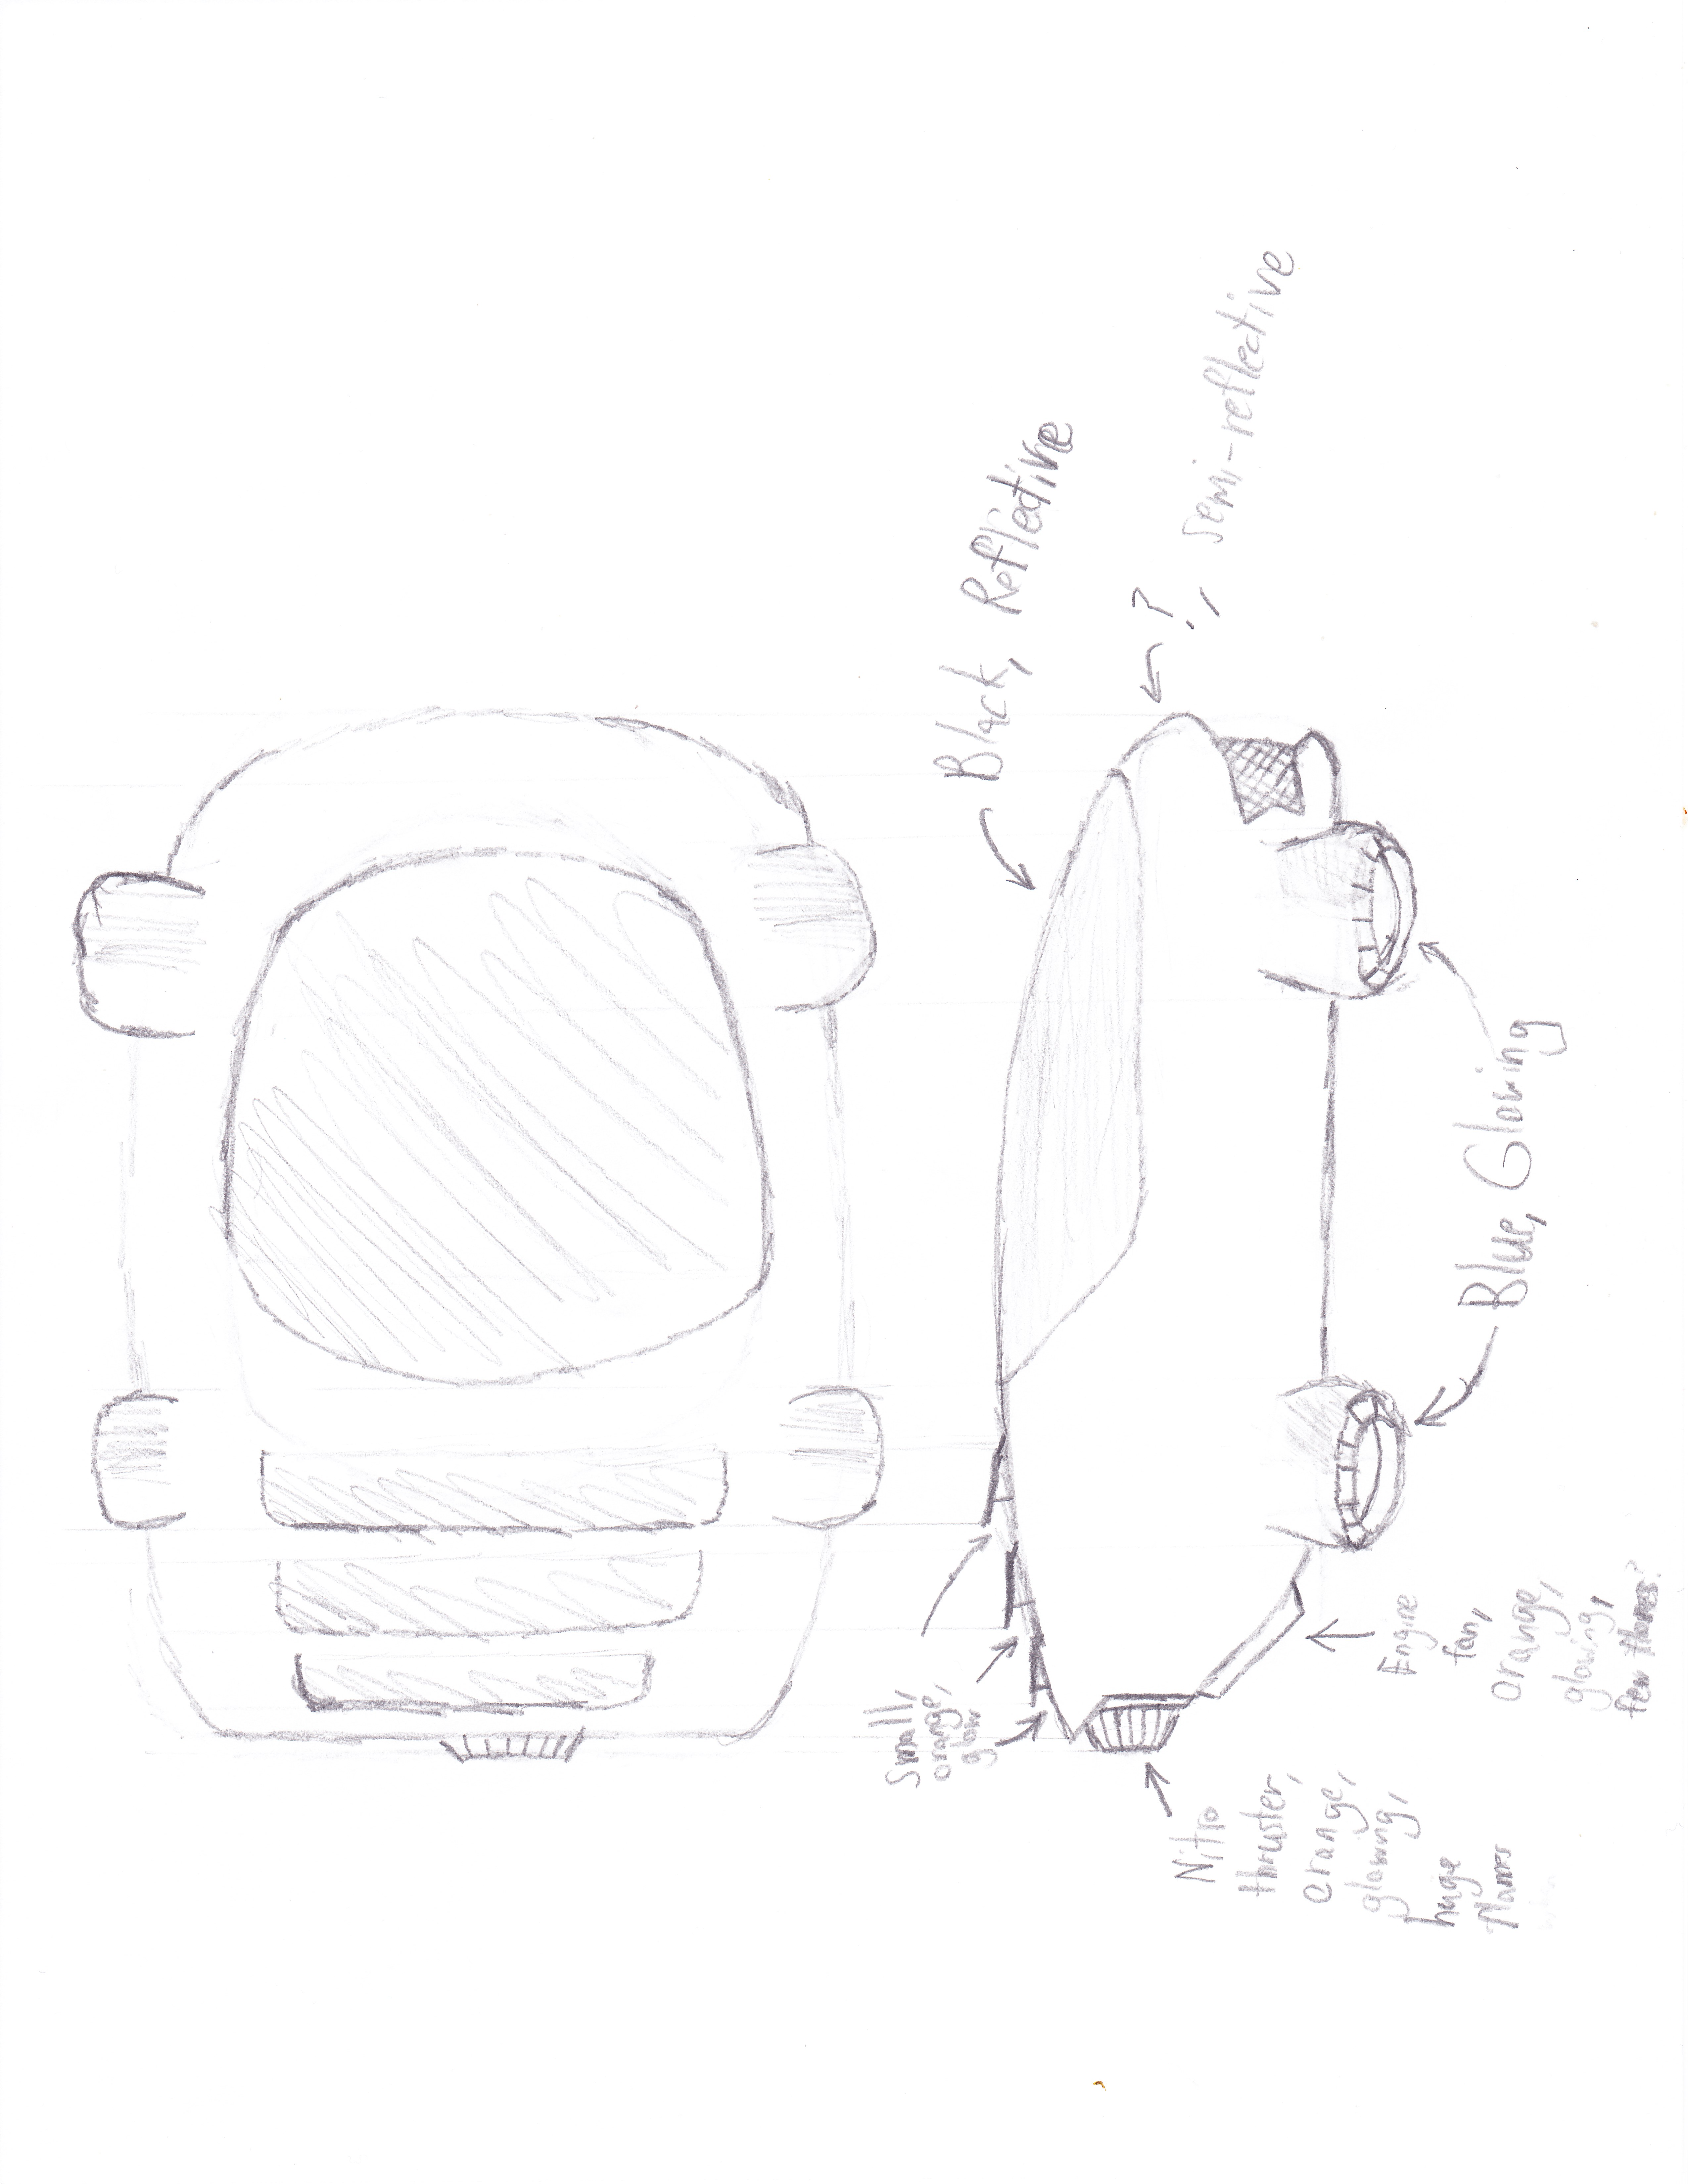 Black, Reflective
?, semi-reflective
Blue, Glowing
Small,
orange,
glow
Nitro
thruster,
orange,
glowing,
huge
flames
Engine
fan,
orange,
glowing,
few flames?